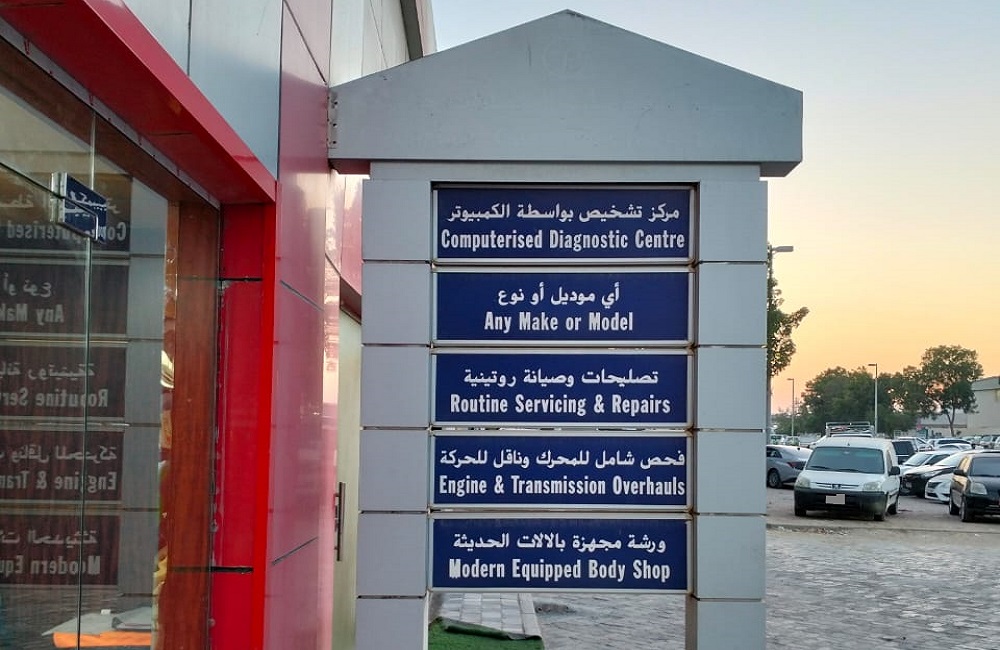 مركز تشخيص بواسطة الكمبيوتر
Computerised Diagnostic Centre
أي موديل أو نوع
Any Make or Model
تصليحات وصيانة روتينية
Routine Servicing & Repairs
فحص شامل للمحرك وناقل للحركة
Engine & Transmission Overhauls
ورشة مجهزة بالالات الحديثة
Modern Equipped Body Shop